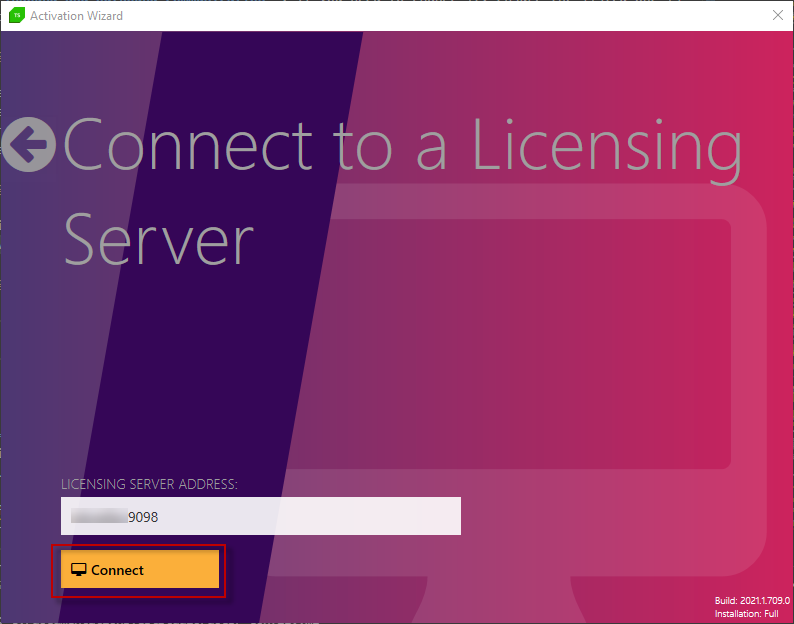 TS
Activation Wizard
Connect to a Licensing
Server
LICENSING SERVER ADDRESS:
9098
Connect
Build: 2021.1.709.0
Installation: Full